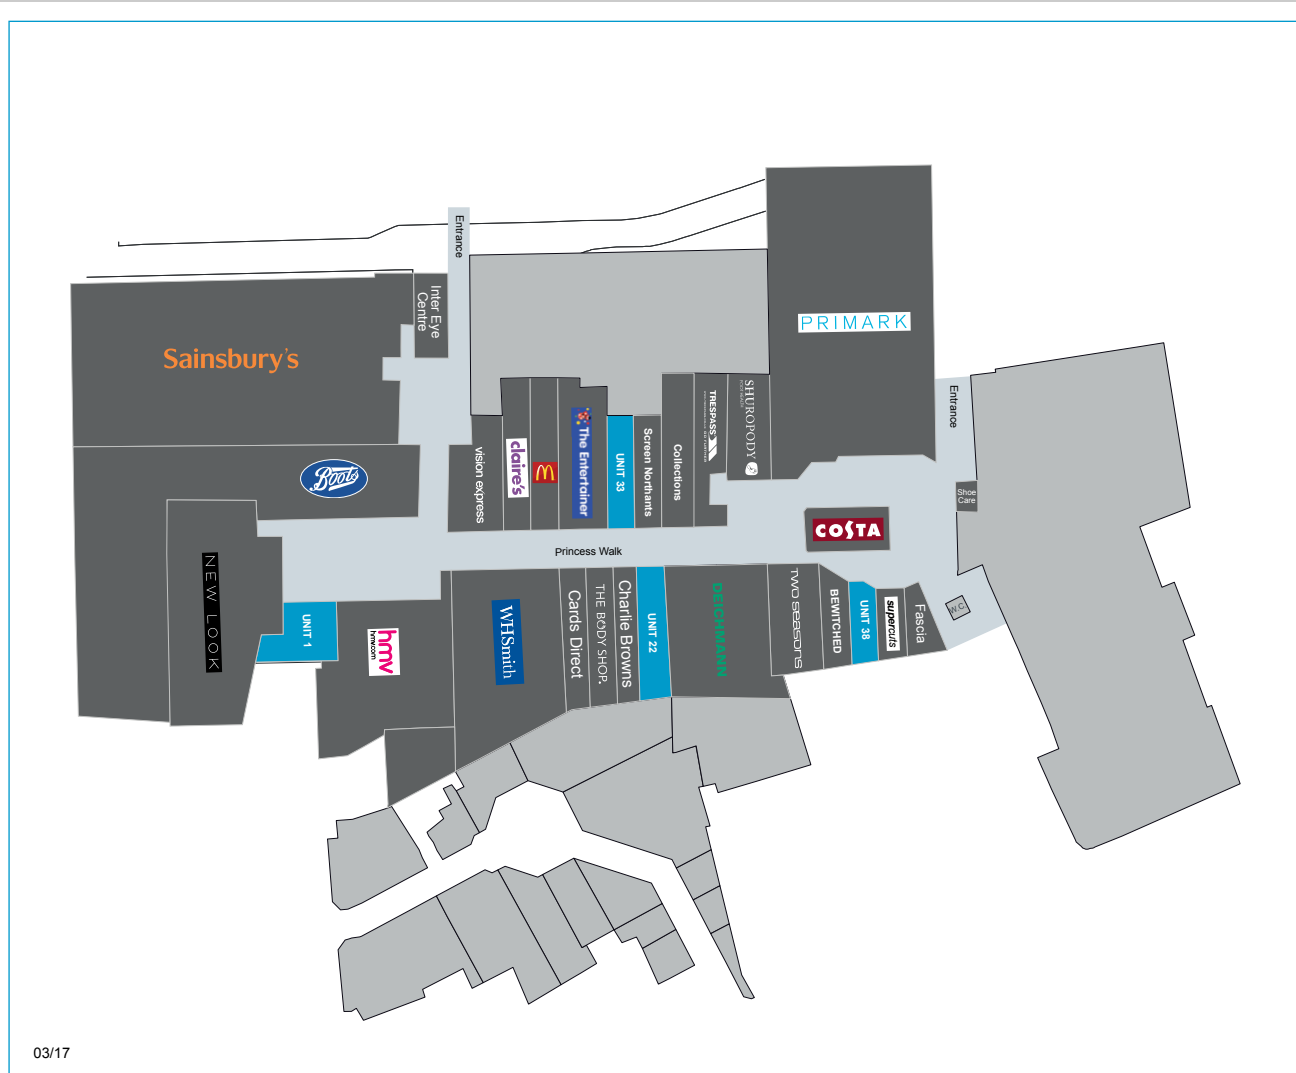 Entrance
Inter Eye
Centre
Sainsbury's
PRIMARK
Entrance
Boots
vision express
claire's
M
The Entertainer
UNIT 33
Screen Northants
Collections
TRESPASS
SHUROPODY
Shoe
Care
COSTA
Princess Walk
NEW LOOK
UNIT 1
hmv
hmv.com
WHSmith
Cards Direct
THE BODY SHOP.
Charlie Browns
UNIT 22
DEICHMANN
TWO SEASONS
BEWITCHED
UNIT 38
supercuts
Fascia
W.C.
03/17